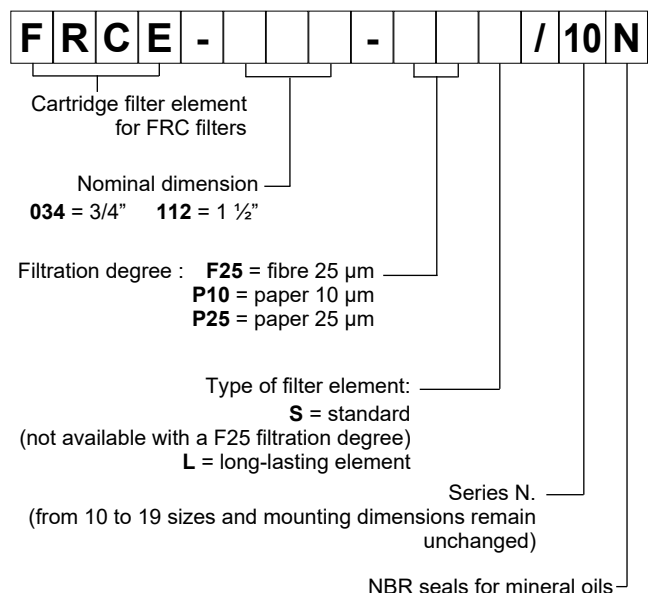 F R C E - - / 10 N
Cartridge filter element
for FRC filters
Nominal dimension
034 = 3/4” 112 = 1 ½”
Filtration degree : F25 = fibre 25 µm
P10 = paper 10 µm
P25 = paper 25 µm
Type of filter element:
S = standard
(not available with a F25 filtration degree)
L = long-lasting element
Series N.
(from 10 to 19 sizes and mounting dimensions remain
unchanged)
NBR seals for mineral oils